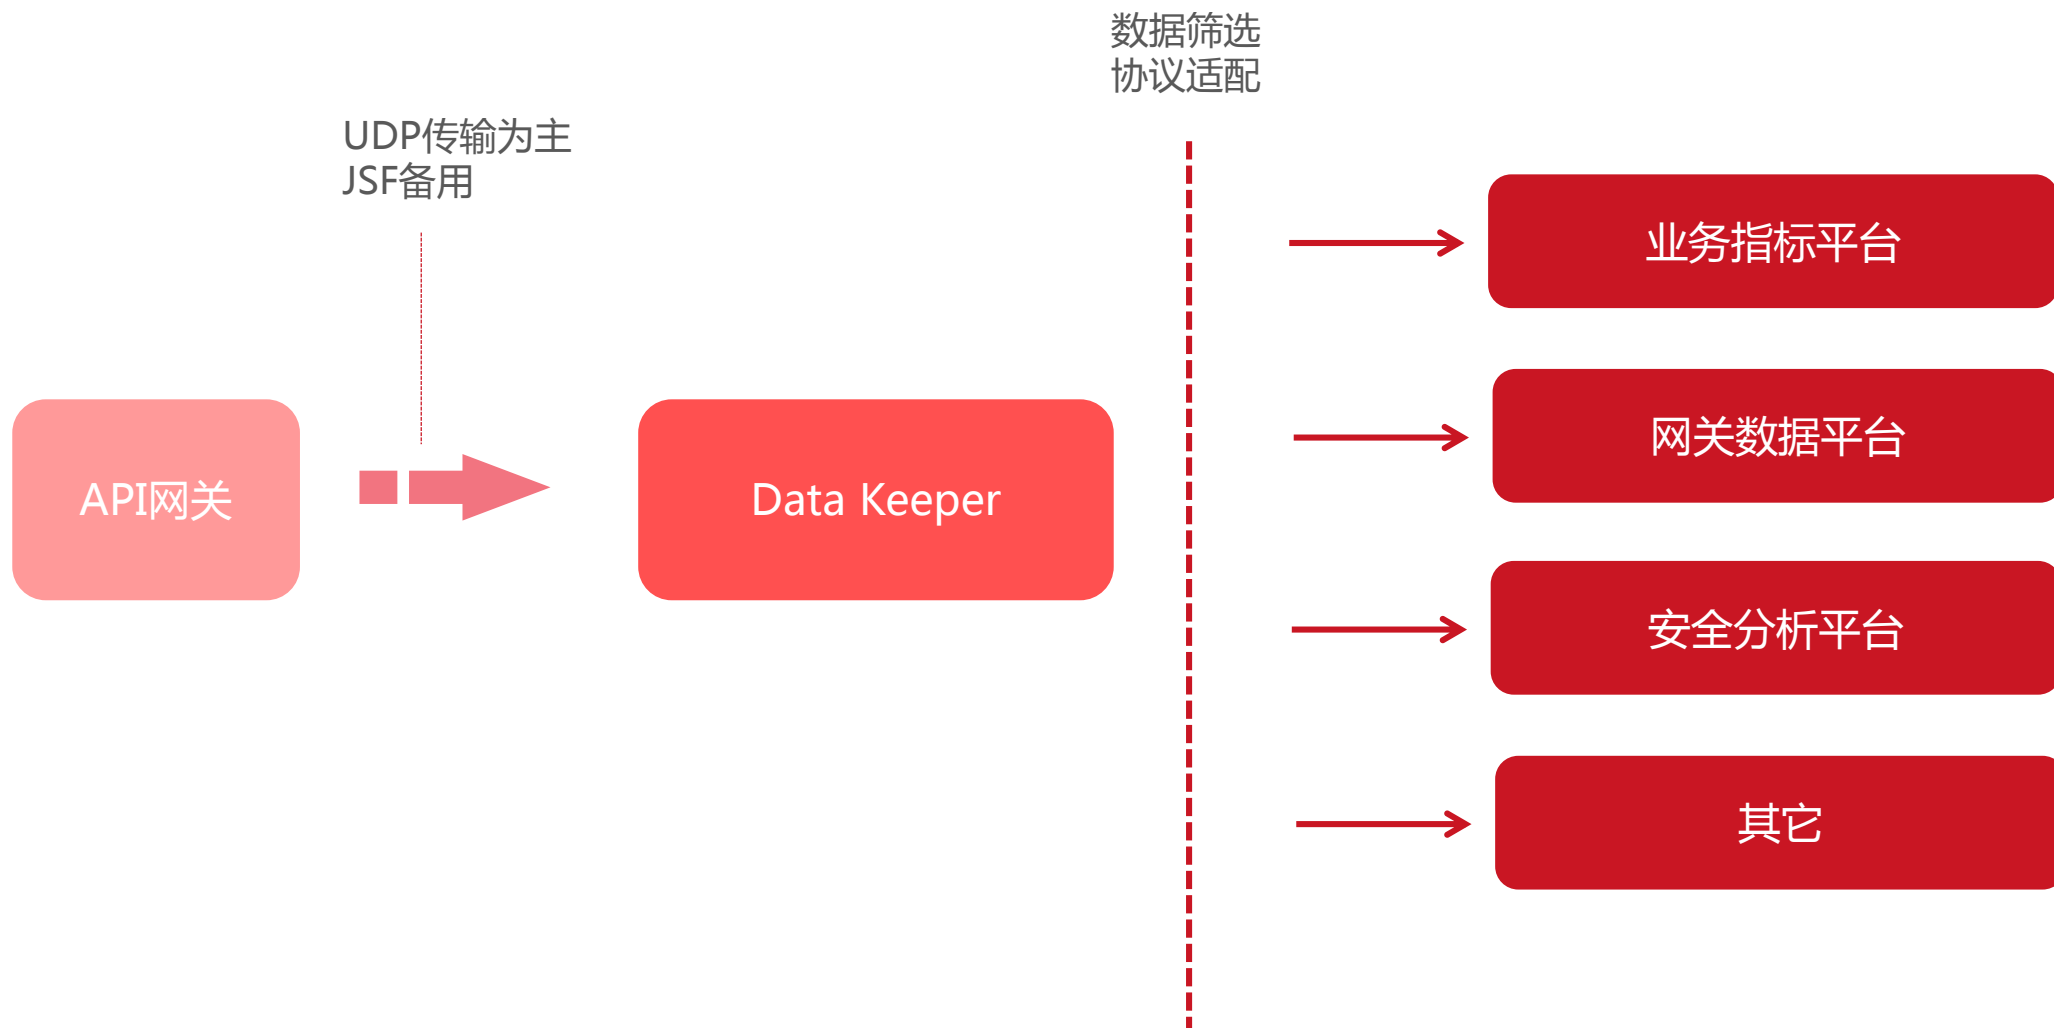 数据筛选
协议适配
UDP传输为主
JSF备用
API网关
Data Keeper
业务指标平台
网关数据平台
安全分析平台
其它